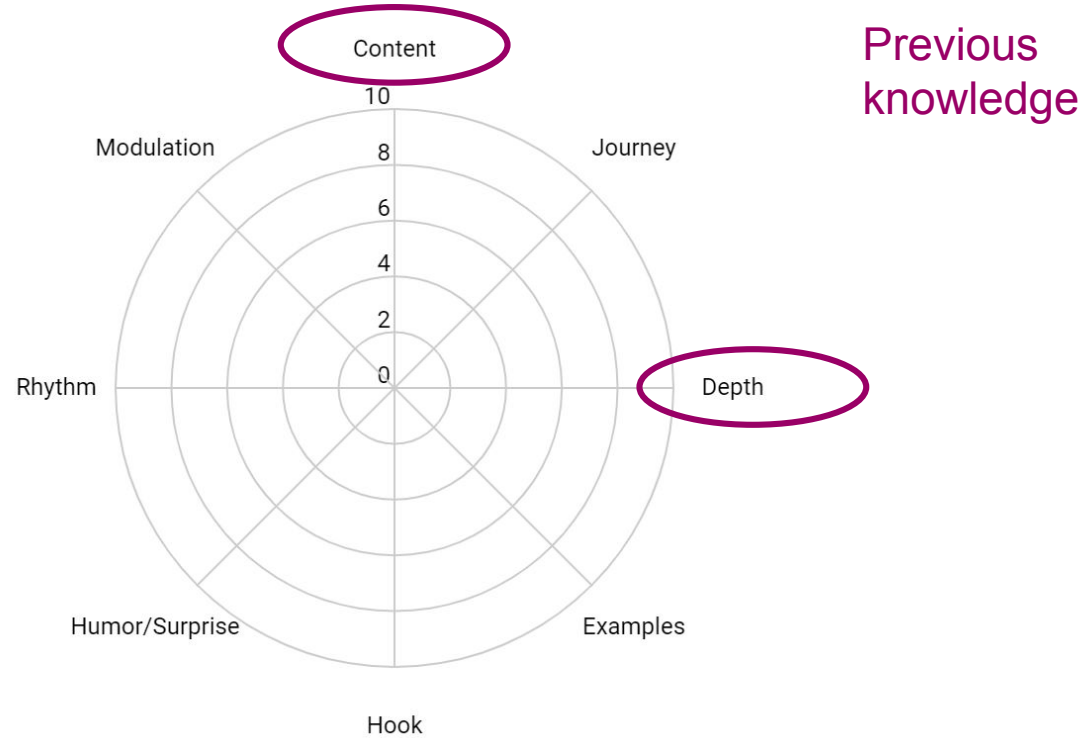 Previous
knowledge
Content
10
Modulation
8
Journey
6
4
2
0
Rhythm
Depth
Humor/Surprise
Examples
Hook